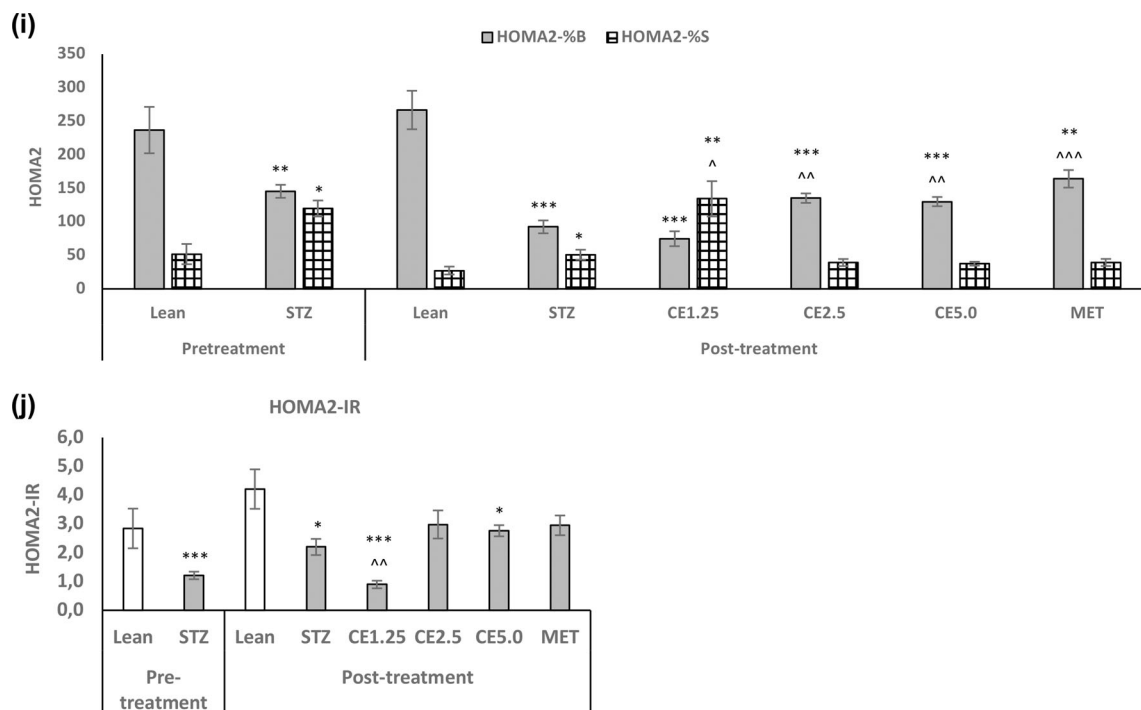 (i)
HOMA2-%B HOMA2-%S
350
300
250
200
150
100
50
0
HOMA2
** *
*** *
*** ** ^
*** ^^
*** ^^
** ^^^
Lean STZ Lean STZ CE1.25 CE2.5 CE5.0 MET
Pretreatment Post-treatment
(j)
HOMA2-IR
6,0
5,0
4,0
3,0
2,0
1,0
0,0
HOMA2-IR
***
*
*** ^^
*
Lean STZ Lean STZ CE1.25 CE2.5 CE5.0 MET
Pre- Post-treatment
treatment